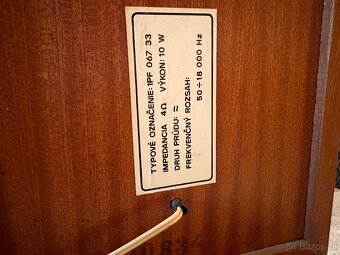 TYPOVÉ OZNAČENIE: 1PF 067 33
IMPEDANCIA 4Ω VÝKON: 10 W
DRUH PRÚDU: ≈
FREKVENČNÝ ROZSAH:
50÷18 000 Hz